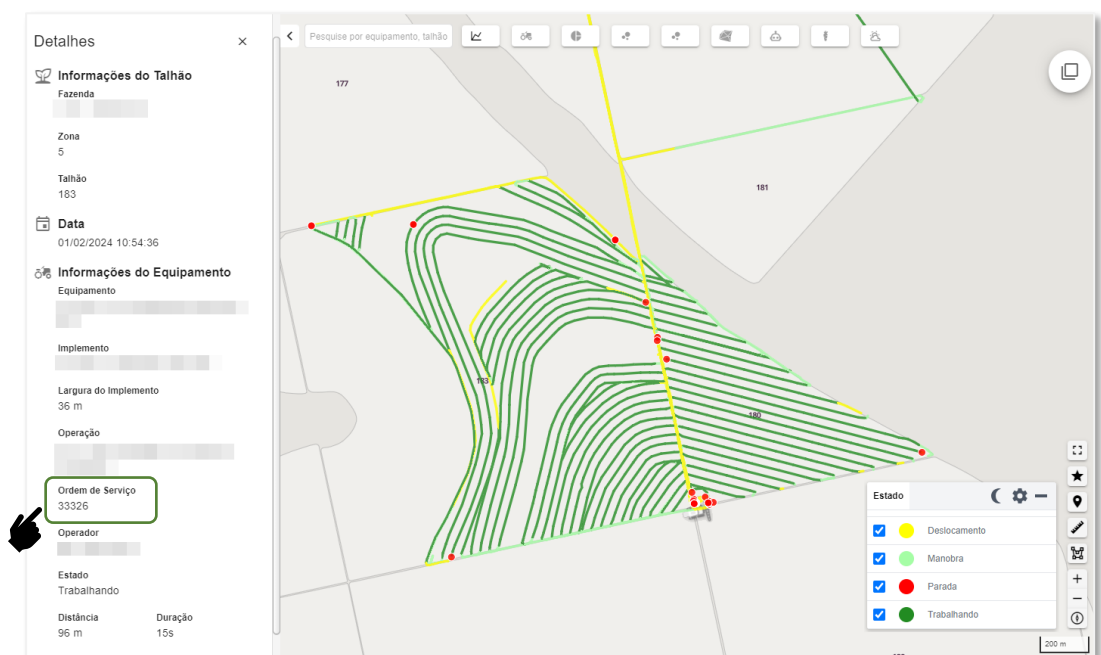 Detalhes
×
Informações do Talhão
Fazenda
Zona
5
Talhão
183
Data
01/02/2024 10:54:36
Informações do Equipamento
Equipamento
Implemento
Largura do Implemento
36 m
Operação
Ordem de Serviço
33326
Operador
Estado
Trabalhando
Distância
Duração
96 m
15s
Pesquise por equipamento, talhão
177
181
183
180
Estado
Deslocamento
Manobra
Parada
Trabalhando
200 m